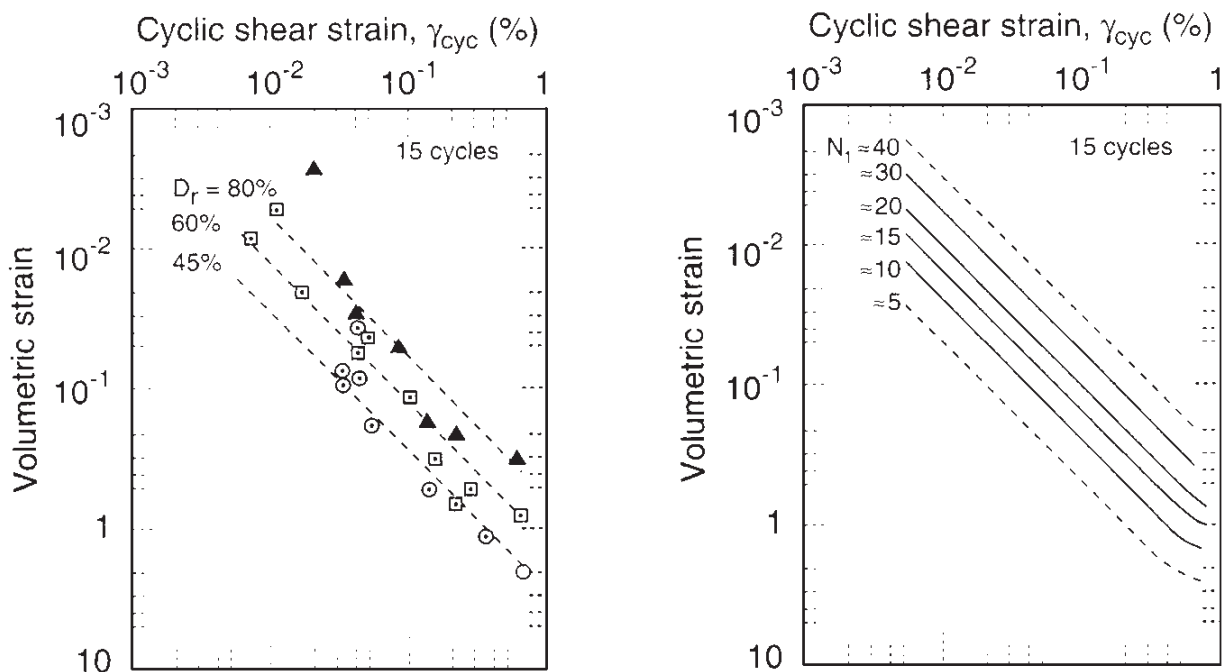 Cyclic shear strain, γcyc (%)
10-3 10-2 10-1 1
10-3
10-2
10-1
1
10
Volumetric strain
15 cycles
Dr = 80%
60%
45%
Cyclic shear strain, γcyc (%)
10-3 10-2 10-1 1
10-3
10-2
10-1
1
10
Volumetric strain
15 cycles
N1 ≈40
≈30
≈20
≈15
≈10
≈5